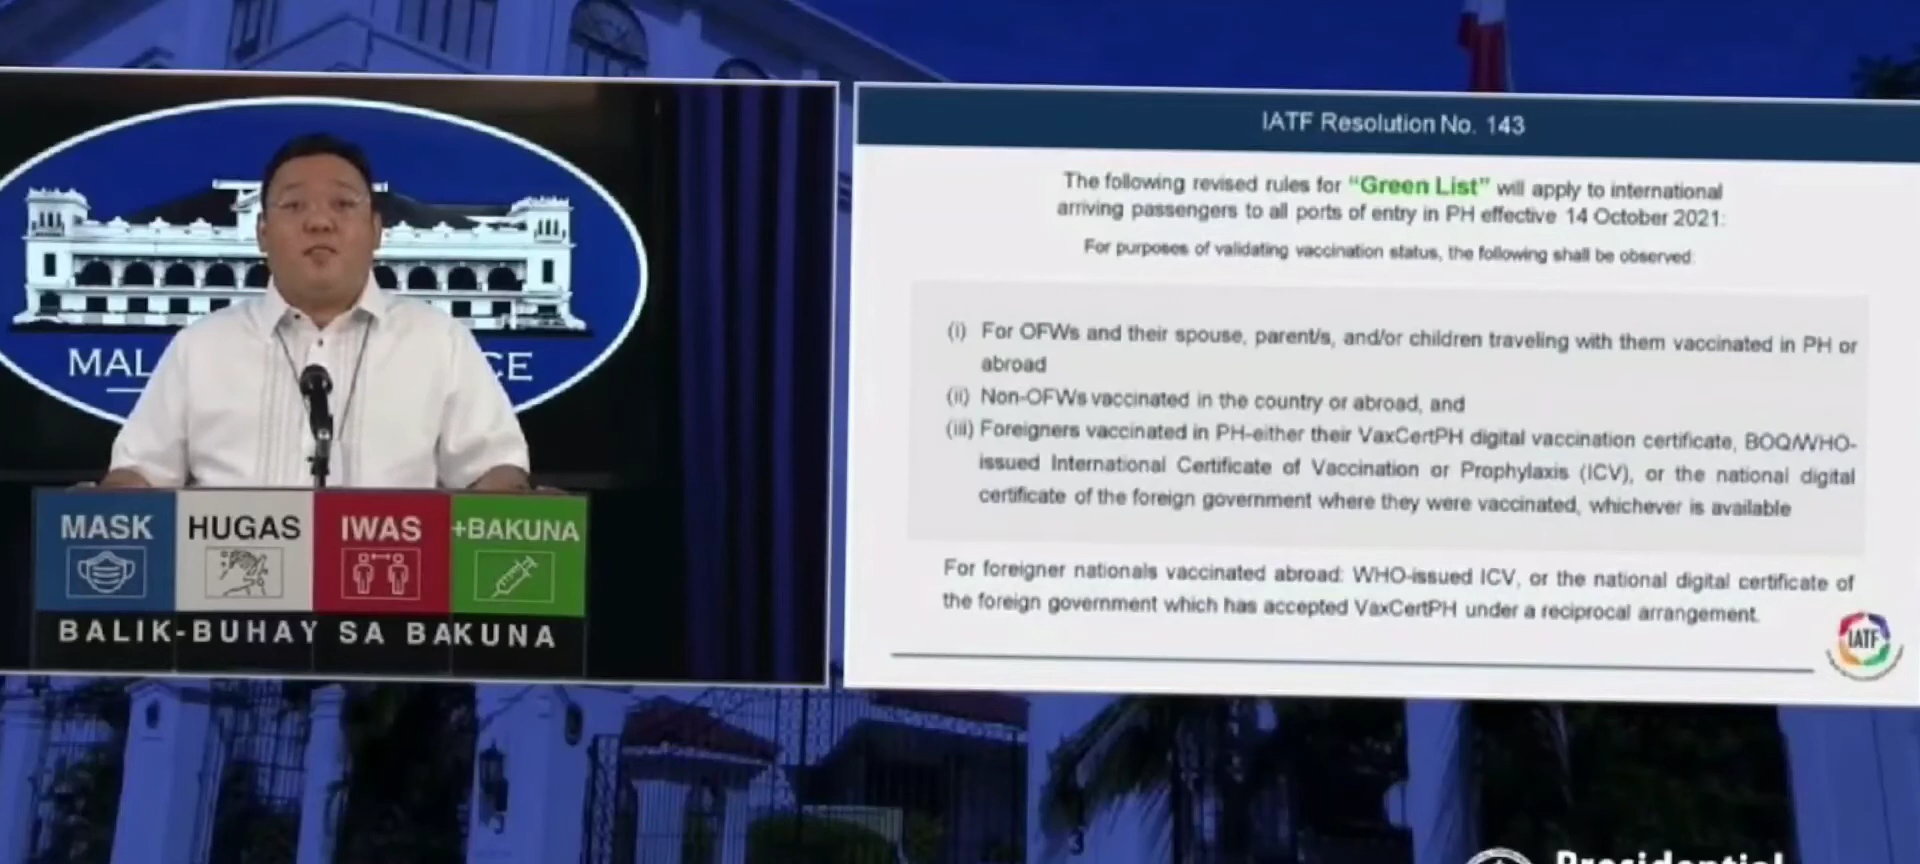 MAL
CE
MASK
HUGAS
IWAS
+BAKUNA
BALIK-BUHAY SA BAKUNA
IATF Resolution No. 143
The following revised rules for "Green List" will apply to international
arriving passengers to all ports of entry in PH effective 14 October 2021:
For purposes of validating vaccination status, the following shall be observed:
(i) For OFWs and their spouse, parent/s, and/or children traveling with them vaccinated in PH or
abroad
(ii) Non-OFWs vaccinated in the country or abroad, and
(iii) Foreigners vaccinated in PH-either their VaxCertPH digital vaccination certificate, BOQ/WHO-
issued International Certificate of Vaccination or Prophylaxis (ICV), or the national digital
certificate of the foreign government where they were vaccinated, whichever is available
For foreigner nationals vaccinated abroad: WHO-issued ICV, or the national digital certificate of
the foreign government which has accepted VaxCertPH under a reciprocal arrangement.
IATF
Presidential